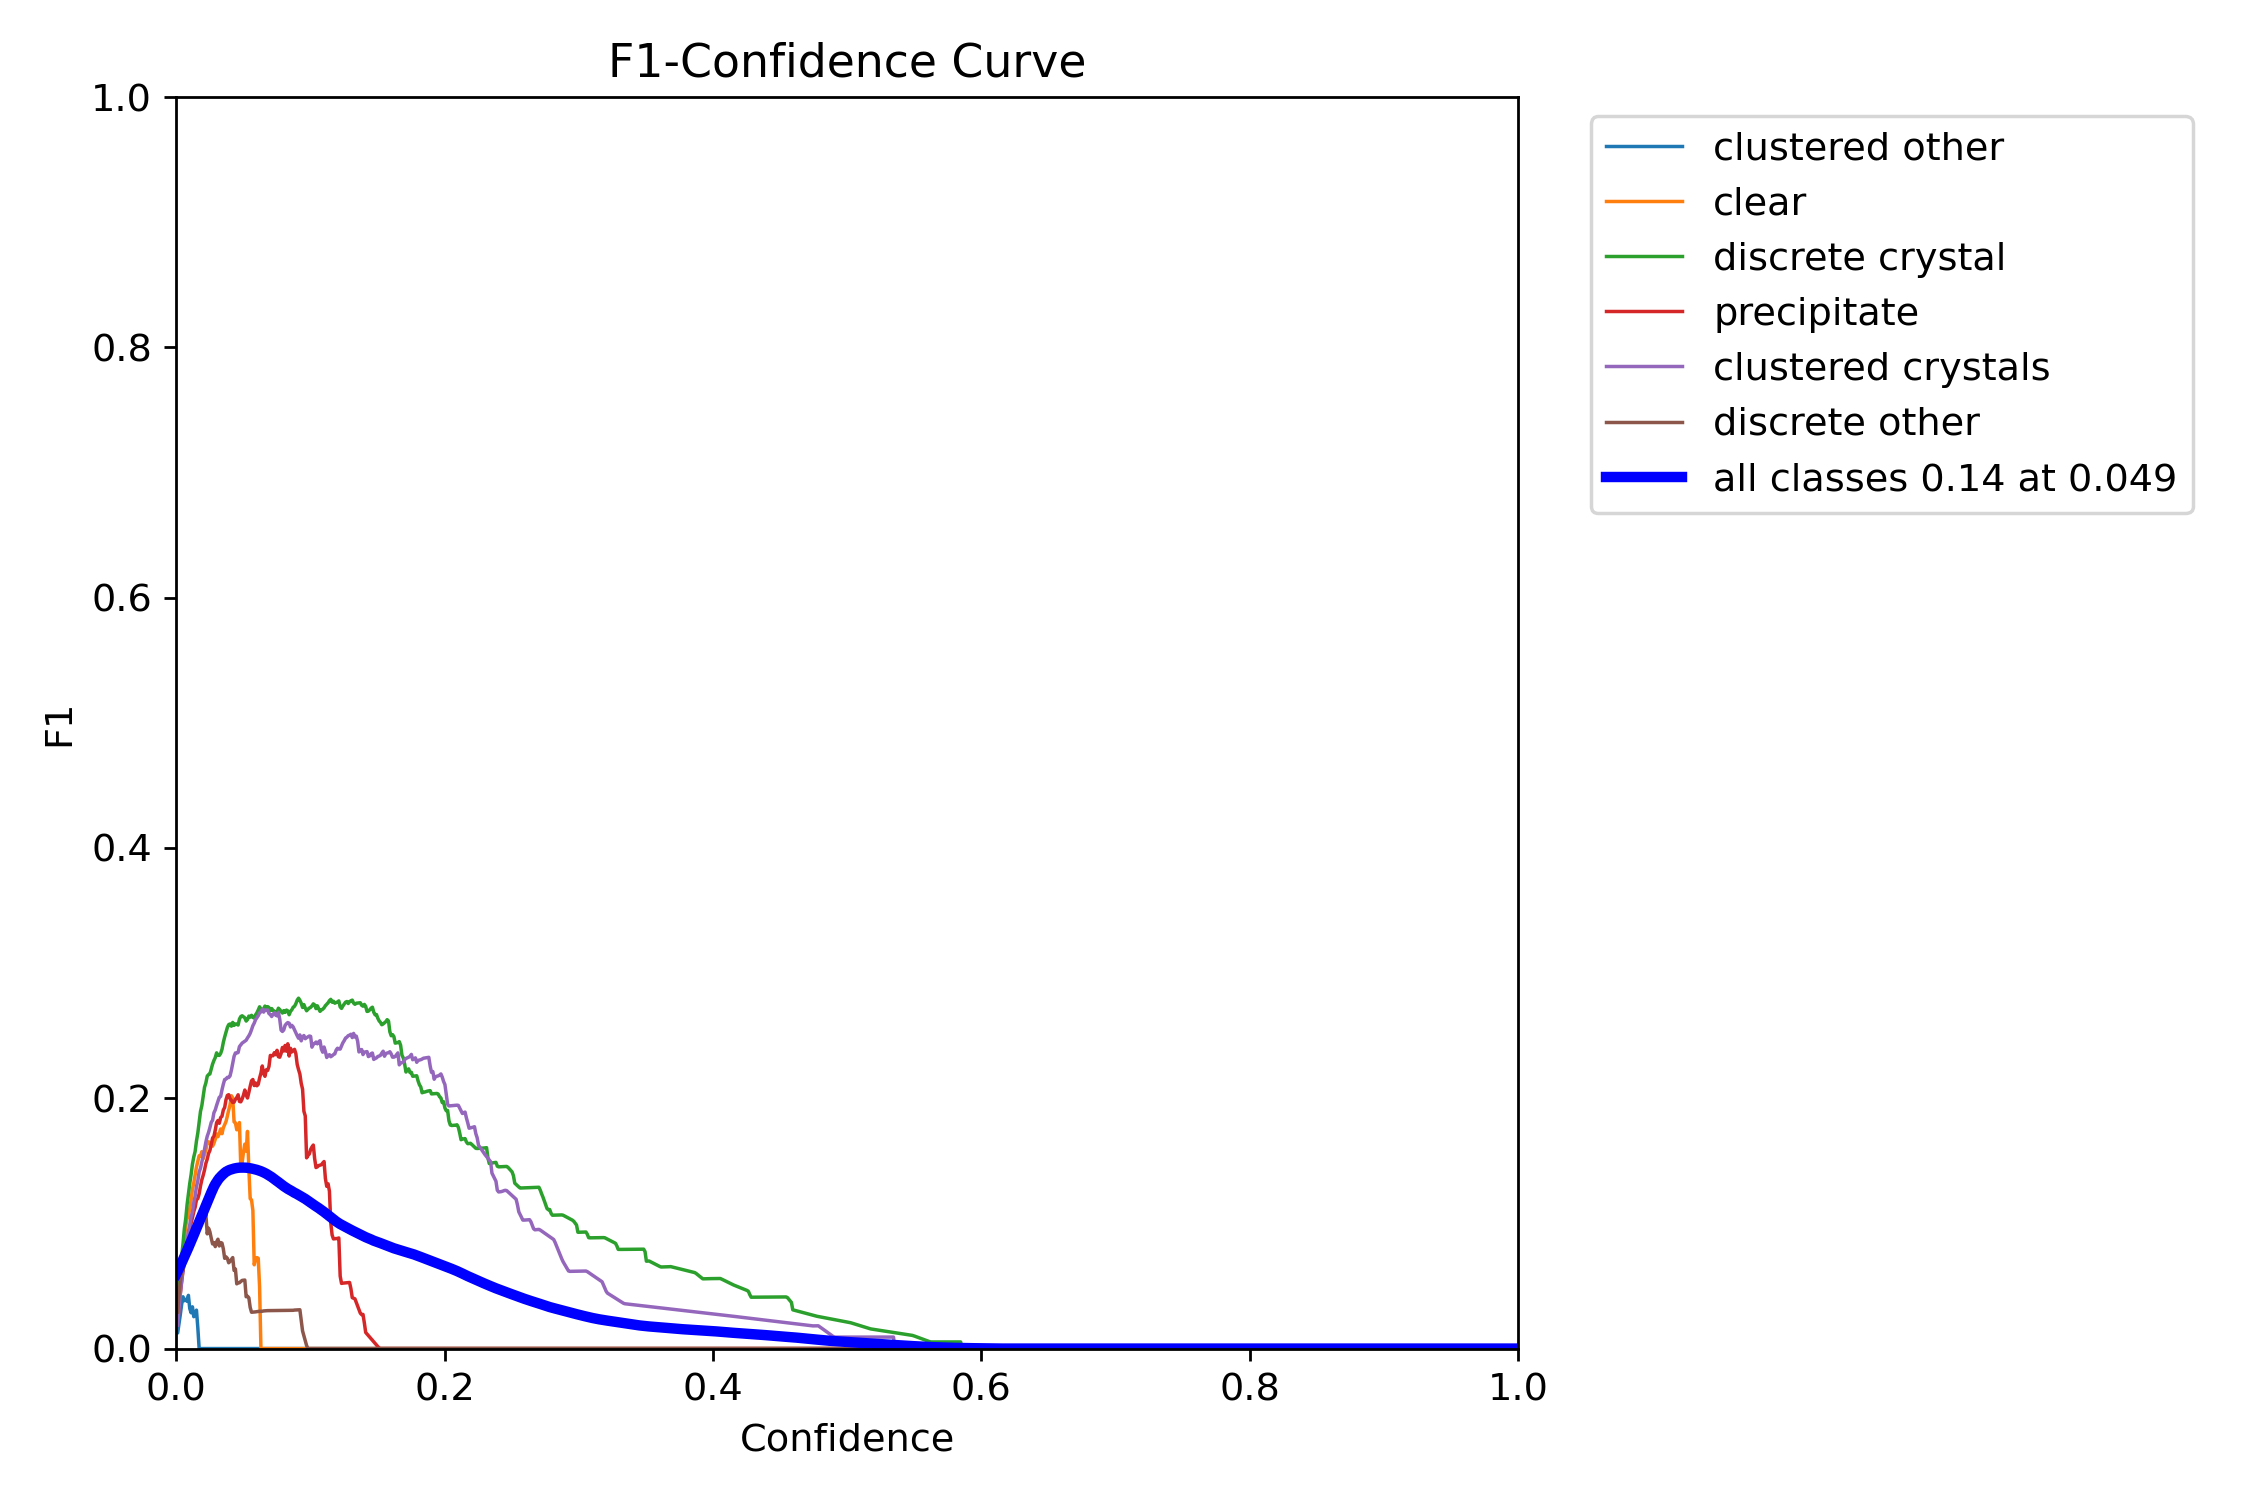 F1-Confidence Curve
1.0
0.8
0.6
0.4
0.2
0.0
F1
0.0 0.2 0.4 0.6 0.8 1.0
Confidence
clustered other
clear
discrete crystal
precipitate
clustered crystals
discrete other
all classes 0.14 at 0.049